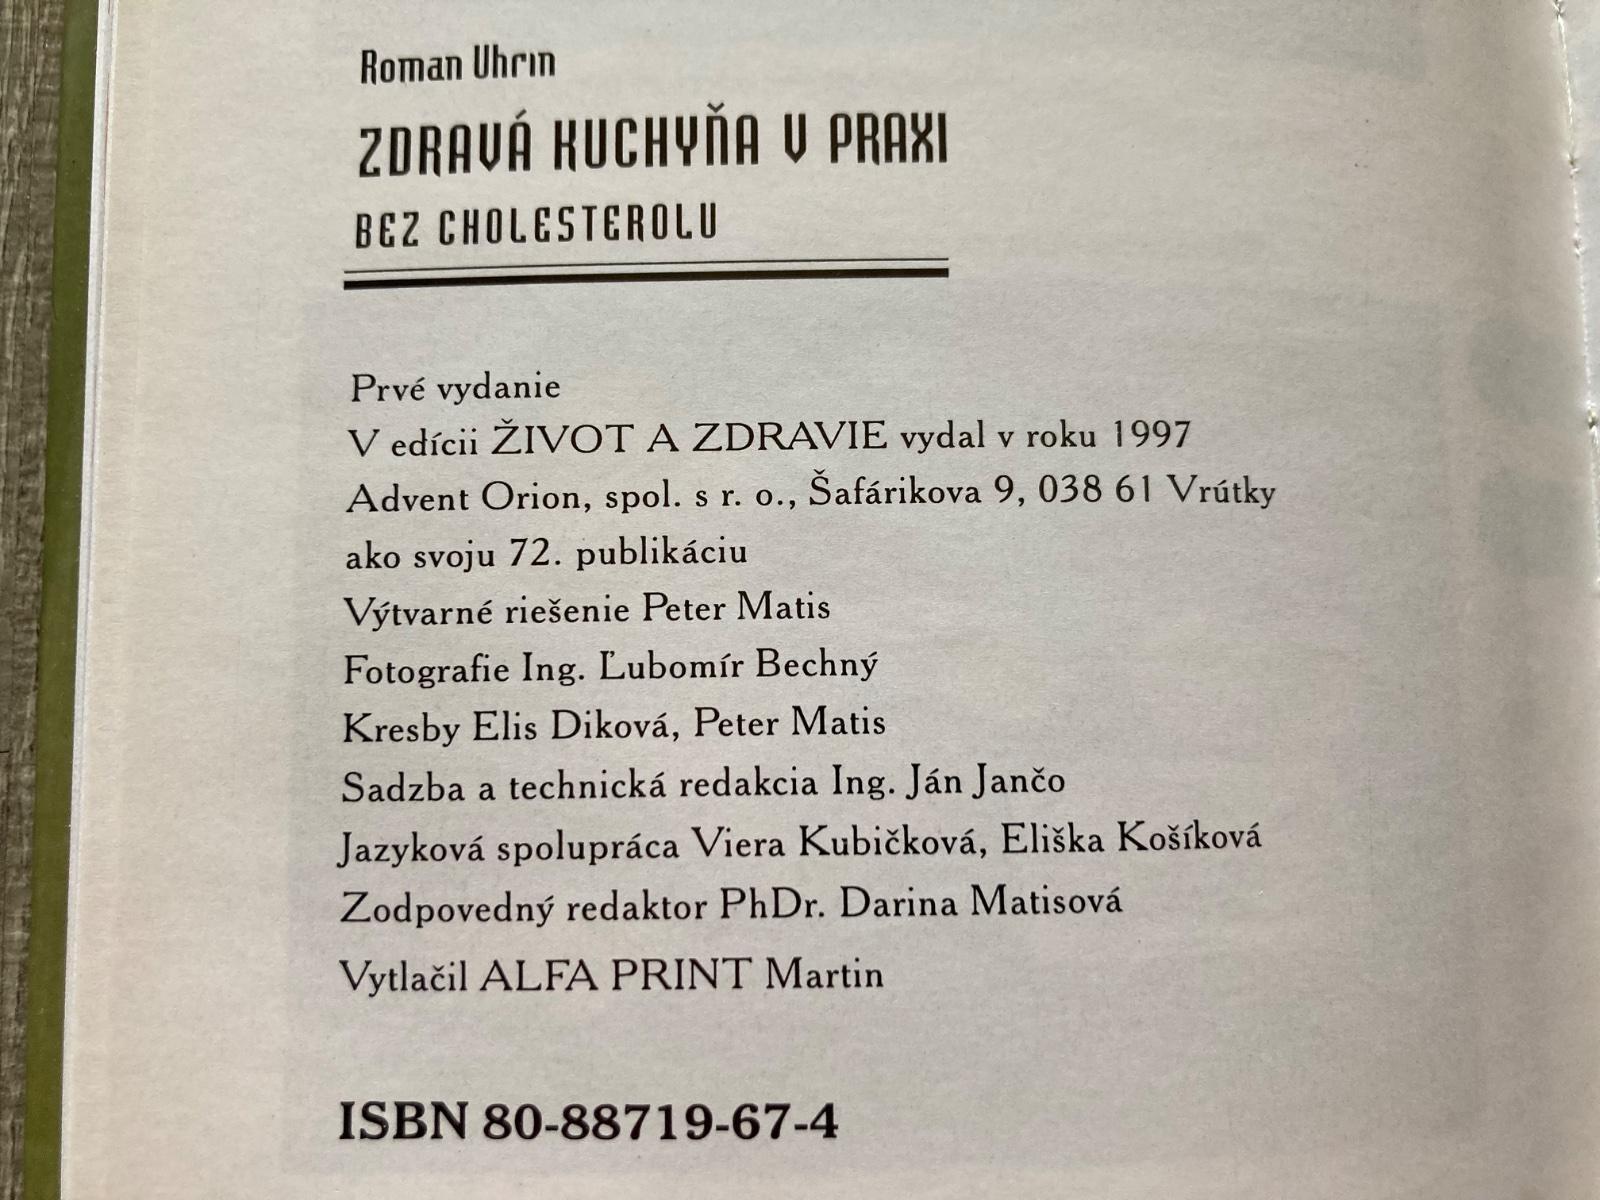 Roman Uhrin
ZDRAVÁ KUCHYŇA V PRAXI
BEZ CHOLESTEROLU
Prvé vydanie
V edícii ŽIVOT A ZDRAVIE vydal v roku 1997
Advent Orion, spol. s r. o., Šafárikova 9, 038 61 Vrútky
ako svoju 72. publikáciu
Výtvarné riešenie Peter Matis
Fotografie Ing. Ľubomír Bechný
Kresby Elis Diková, Peter Matis
Sadzba a technická redakcia Ing. Ján Jančo
Jazyková spolupráca Viera Kubičková, Eliška Košíková
Zodpovedný redaktor PhDr. Darina Matisová
Vytlačil ALFA PRINT Martin
ISBN 80-88719-67-4